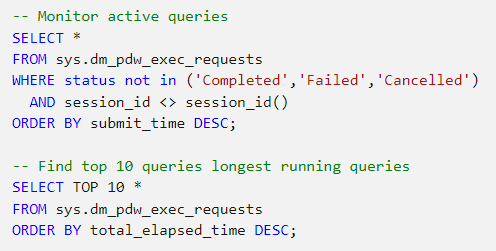 -- Monitor active queries
SELECT *
FROM sys.dm_pdw_exec_requests
WHERE status not in ('Completed','Failed','Cancelled')
  AND session_id <> session_id()
ORDER BY submit_time DESC;

-- Find top 10 queries longest running queries
SELECT TOP 10 *
FROM sys.dm_pdw_exec_requests
ORDER BY total_elapsed_time DESC;